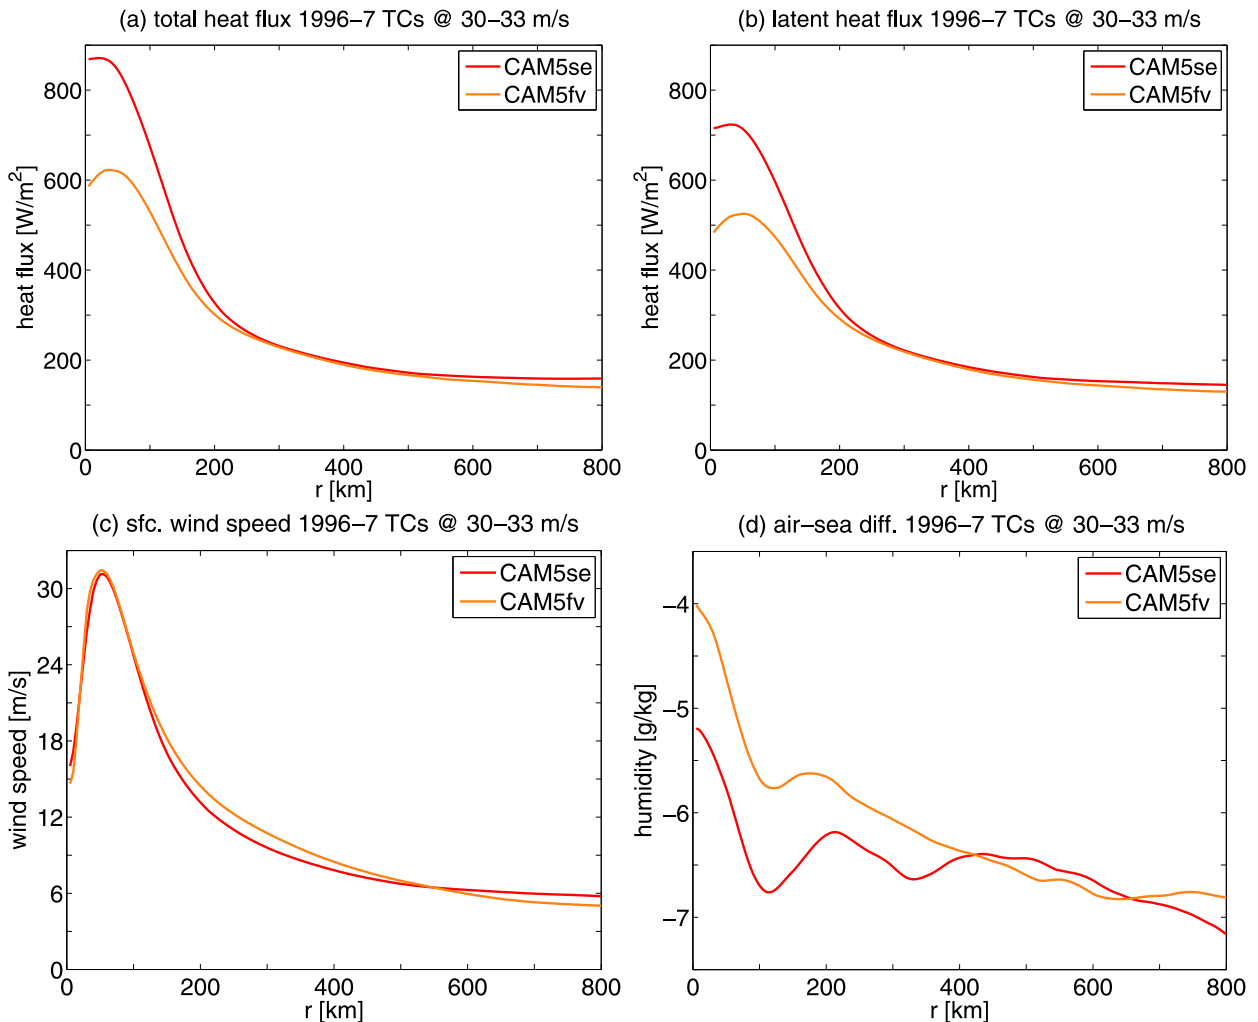 (a) total heat flux 1996–7 TCs @ 30–33 m/s
CAM5se
CAM5fv
heat flux [W/m²]
800
600
400
200
0
0 200 400 600 800
r [km]
(b) latent heat flux 1996–7 TCs @ 30–33 m/s
CAM5se
CAM5fv
heat flux [W/m²]
800
600
400
200
0
0 200 400 600 800
r [km]
(c) sfc. wind speed 1996–7 TCs @ 30–33 m/s
CAM5se
CAM5fv
wind speed [m/s]
30
24
18
12
6
0
0 200 400 600 800
r [km]
(d) air–sea diff. 1996–7 TCs @ 30–33 m/s
CAM5se
CAM5fv
humidity [g/kg]
–4
–5
–6
–7
0 200 400 600 800
r [km]